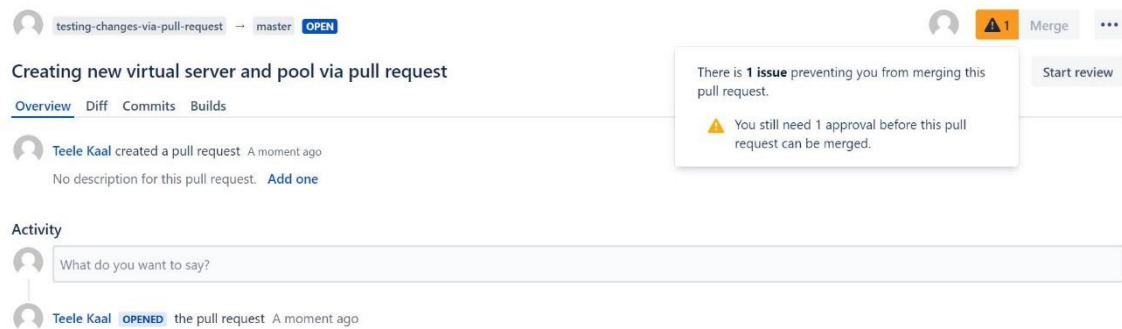 testing-changes-via-pull-request → master OPEN
1 Merge ...
Creating new virtual server and pool via pull request
Start review
There is 1 issue preventing you from merging this
pull request.
You still need 1 approval before this pull
request can be merged.
Overview Diff Commits Builds
Teele Kaal created a pull request A moment ago
No description for this pull request. Add one
Activity
What do you want to say?
Teele Kaal OPENED the pull request A moment ago